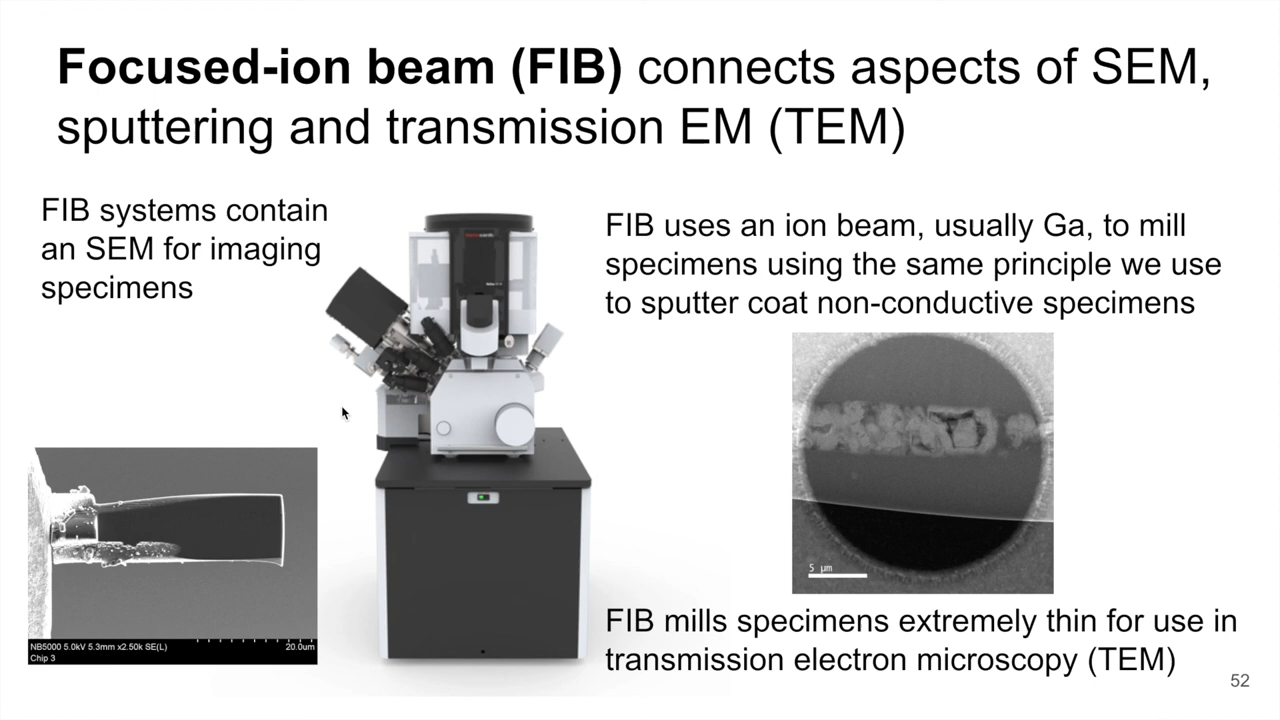 Focused-ion beam (FIB) connects aspects of SEM,
sputtering and transmission EM (TEM)
FIB systems contain
an SEM for imaging
specimens
FIB uses an ion beam, usually Ga, to mill
specimens using the same principle we use
to sputter coat non-conductive specimens
5 μm
NB5000 5.0kV 5.3mm x2.50k SE(L)
20.0um
Chip 3
FIB mills specimens extremely thin for use in
transmission electron microscopy (TEM)
52